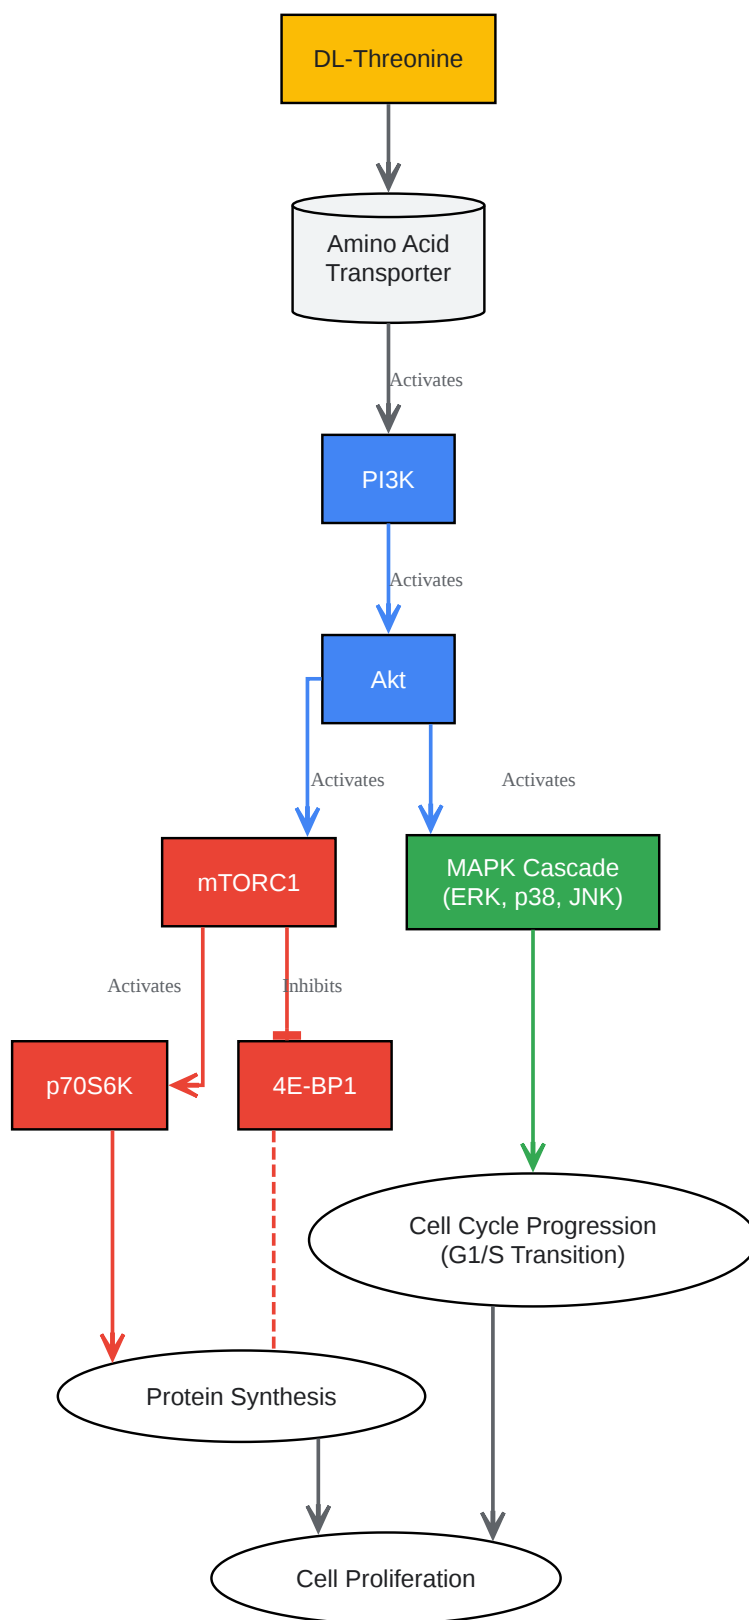 DL-Threonine
Amino Acid
Transporter
Activates
PI3K
Activates
Akt
Activates
Activates
mTORC1
MAPK Cascade
(ERK, p38, JNK)
Activates
Inhibits
p70S6K
4E-BP1
Cell Cycle Progression
(G1/S Transition)
Protein Synthesis
Cell Proliferation